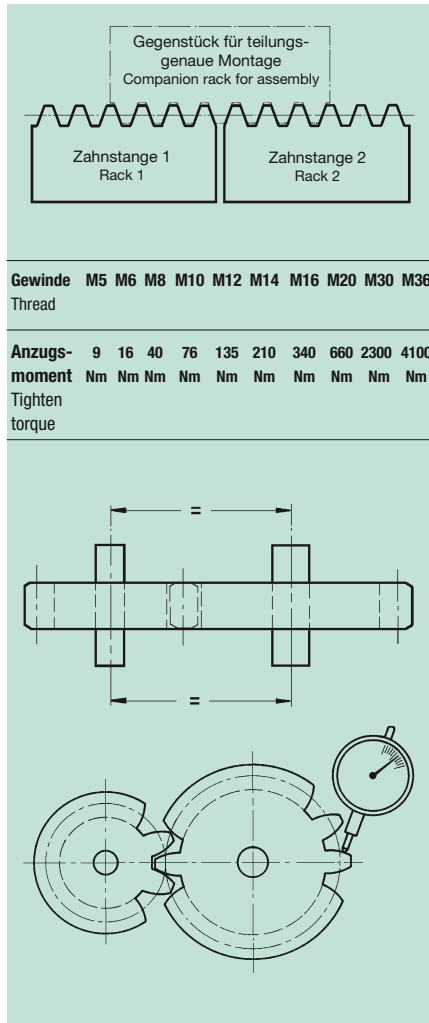 Gegenstück für teilungs-
genaue Montage
Companion rack for assembly
Zahnstange 1
Rack 1
Zahnstange 2
Rack 2
Gewinde M5 M6 M8 M10 M12 M14 M16 M20 M30 M36
Thread
Anzugs- 9 16 40 76 135 210 340 660 2300 4100
moment Nm Nm Nm Nm Nm Nm Nm Nm Nm Nm
Tighten
torque
=
=